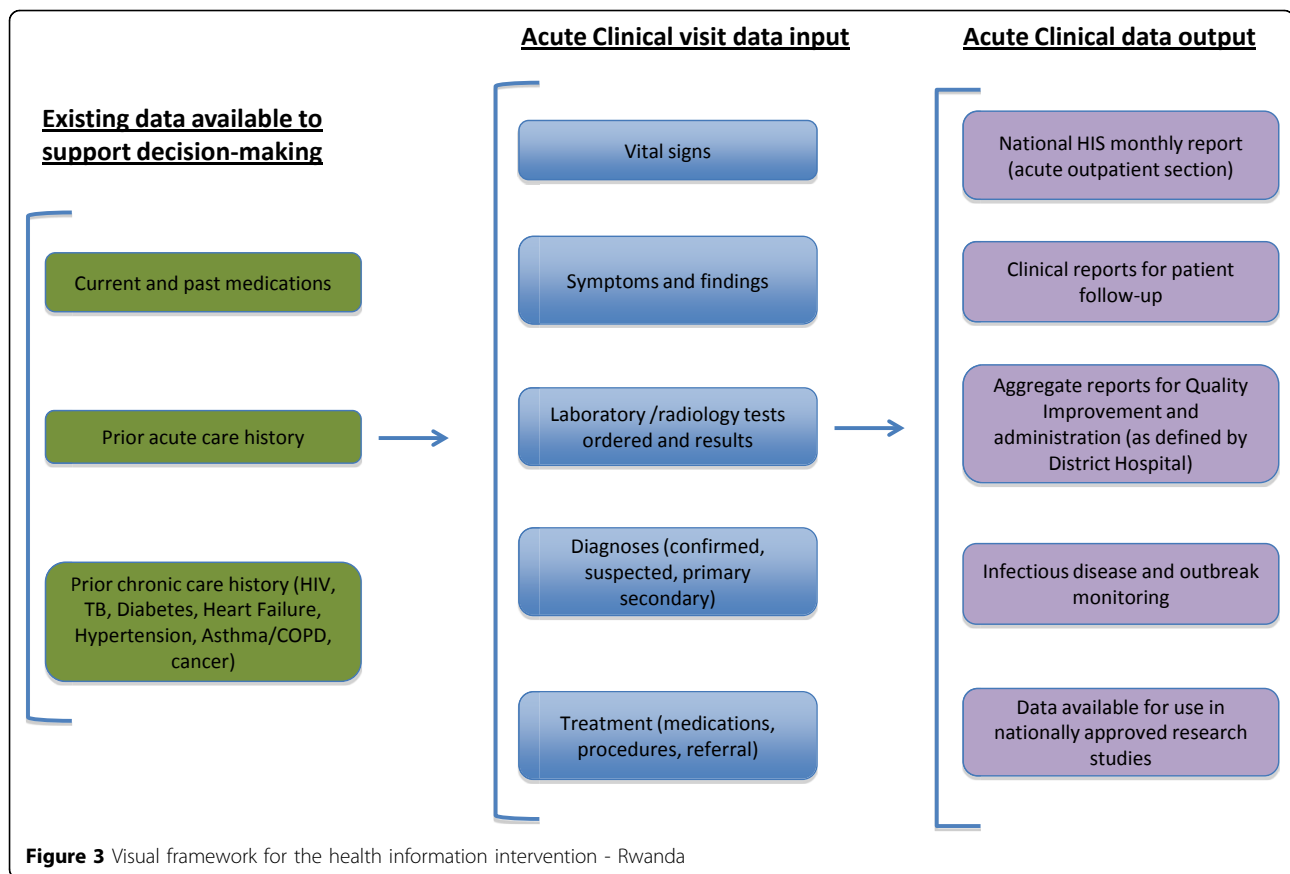 Existing data available to
support decision-making
Current and past medications
Prior acute care history
Prior chronic care history (HIV,
TB, Diabetes, Heart Failure,
Hypertension, Asthma/COPD,
cancer)
Acute Clinical visit data input
Vital signs
Symptoms and findings
Laboratory /radiology tests
ordered and results
Diagnoses (confirmed,
suspected, primary
secondary)
Treatment (medications,
procedures, referral)
Acute Clinical data output
National HIS monthly report
(acute outpatient section)
Clinical reports for patient
follow-up
Aggregate reports for Quality
Improvement and
administration (as defined by
District Hospital)
Infectious disease and outbreak
monitoring
Data available for use in
nationally approved research
studies
Figure 3 Visual framework for the health information intervention - Rwanda